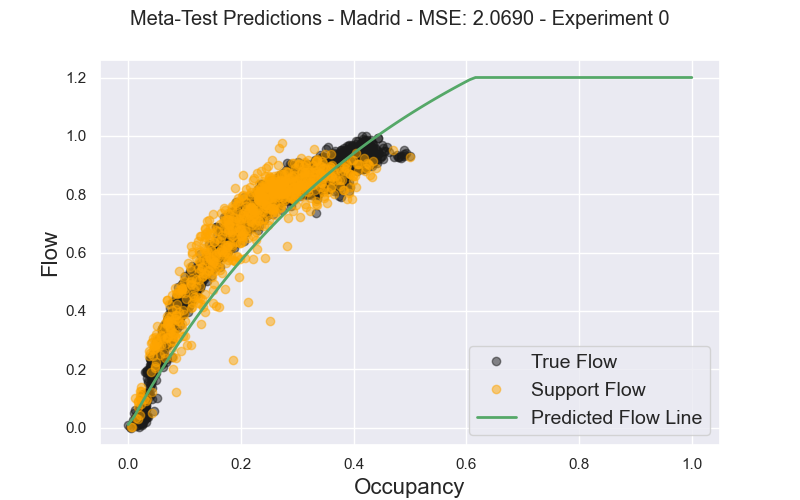 Meta-Test Predictions - Madrid - MSE: 2.0690 - Experiment 0
1.2
1.0
0.8
0.6
0.4
0.2
0.0
Flow
True Flow
Support Flow
Predicted Flow Line
0.0 0.2 0.4 0.6 0.8 1.0
Occupancy